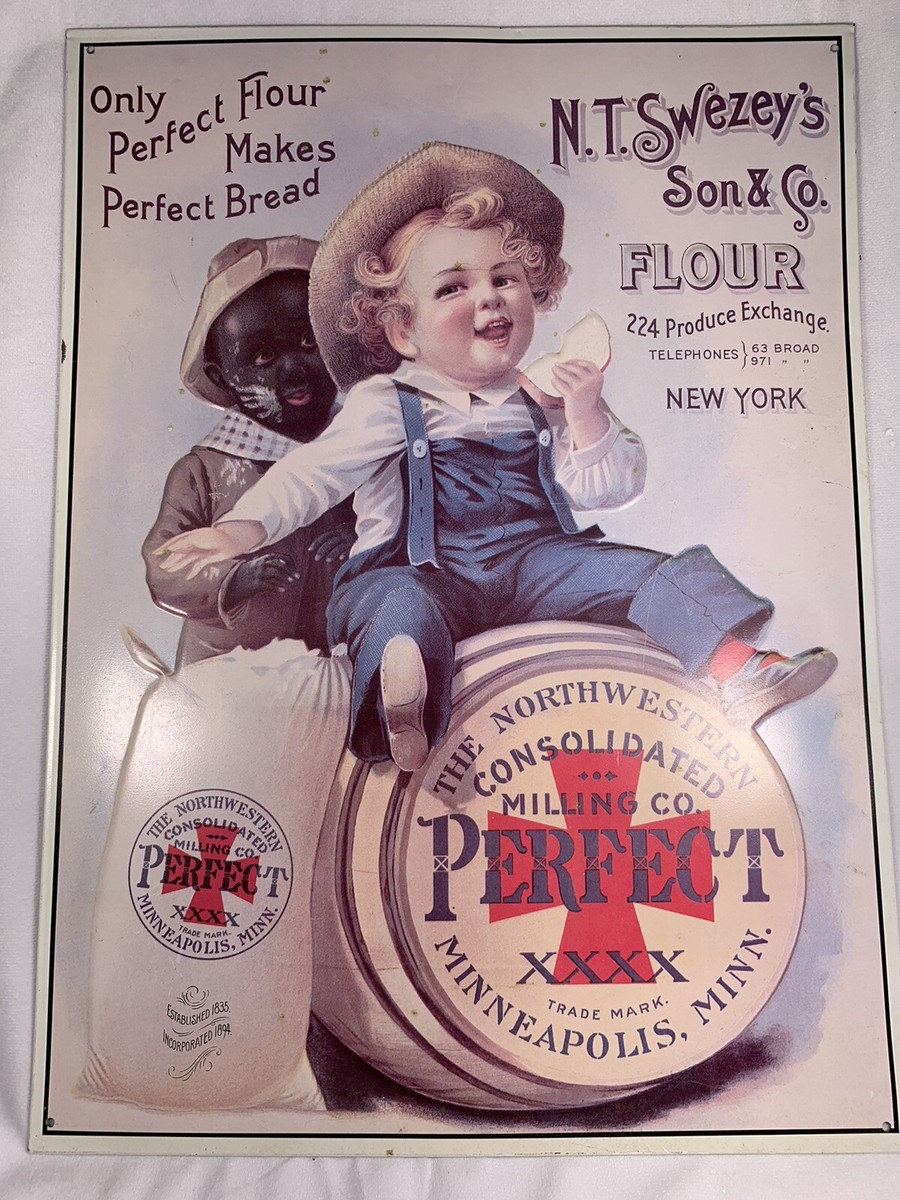 Only
Perfect Flour
Makes
Perfect Bread
N.T. Swezey's
Son & Co.
FLOUR
224 Produce Exchange.
TELEPHONES } 63 BROAD
971 " "
NEW YORK
THE NORTHWESTERN
CONSOLIDATED
MILLING CO.
PERFECT
XXXX
TRADE MARK.
MINNEAPOLIS, MINN.
THE NORTHWESTERN
CONSOLIDATED
MILLING CO.
PERFECT
XXXX
TRADE MARK.
MINNEAPOLIS, MINN.
ESTABLISHED 1835.
INCORPORATED 1894.